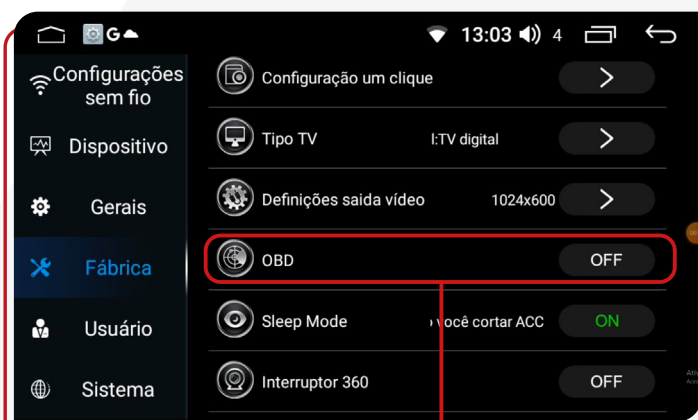 G
13:03
4
Configurações
sem fio
Dispositivo
Gerais
Fábrica
Usuário
Sistema
Configuração um clique
Tipo TV
l:TV digital
Definições saida vídeo
1024x600
OBD
OFF
Sleep Mode
você cortar ACC
ON
Interruptor 360
OFF